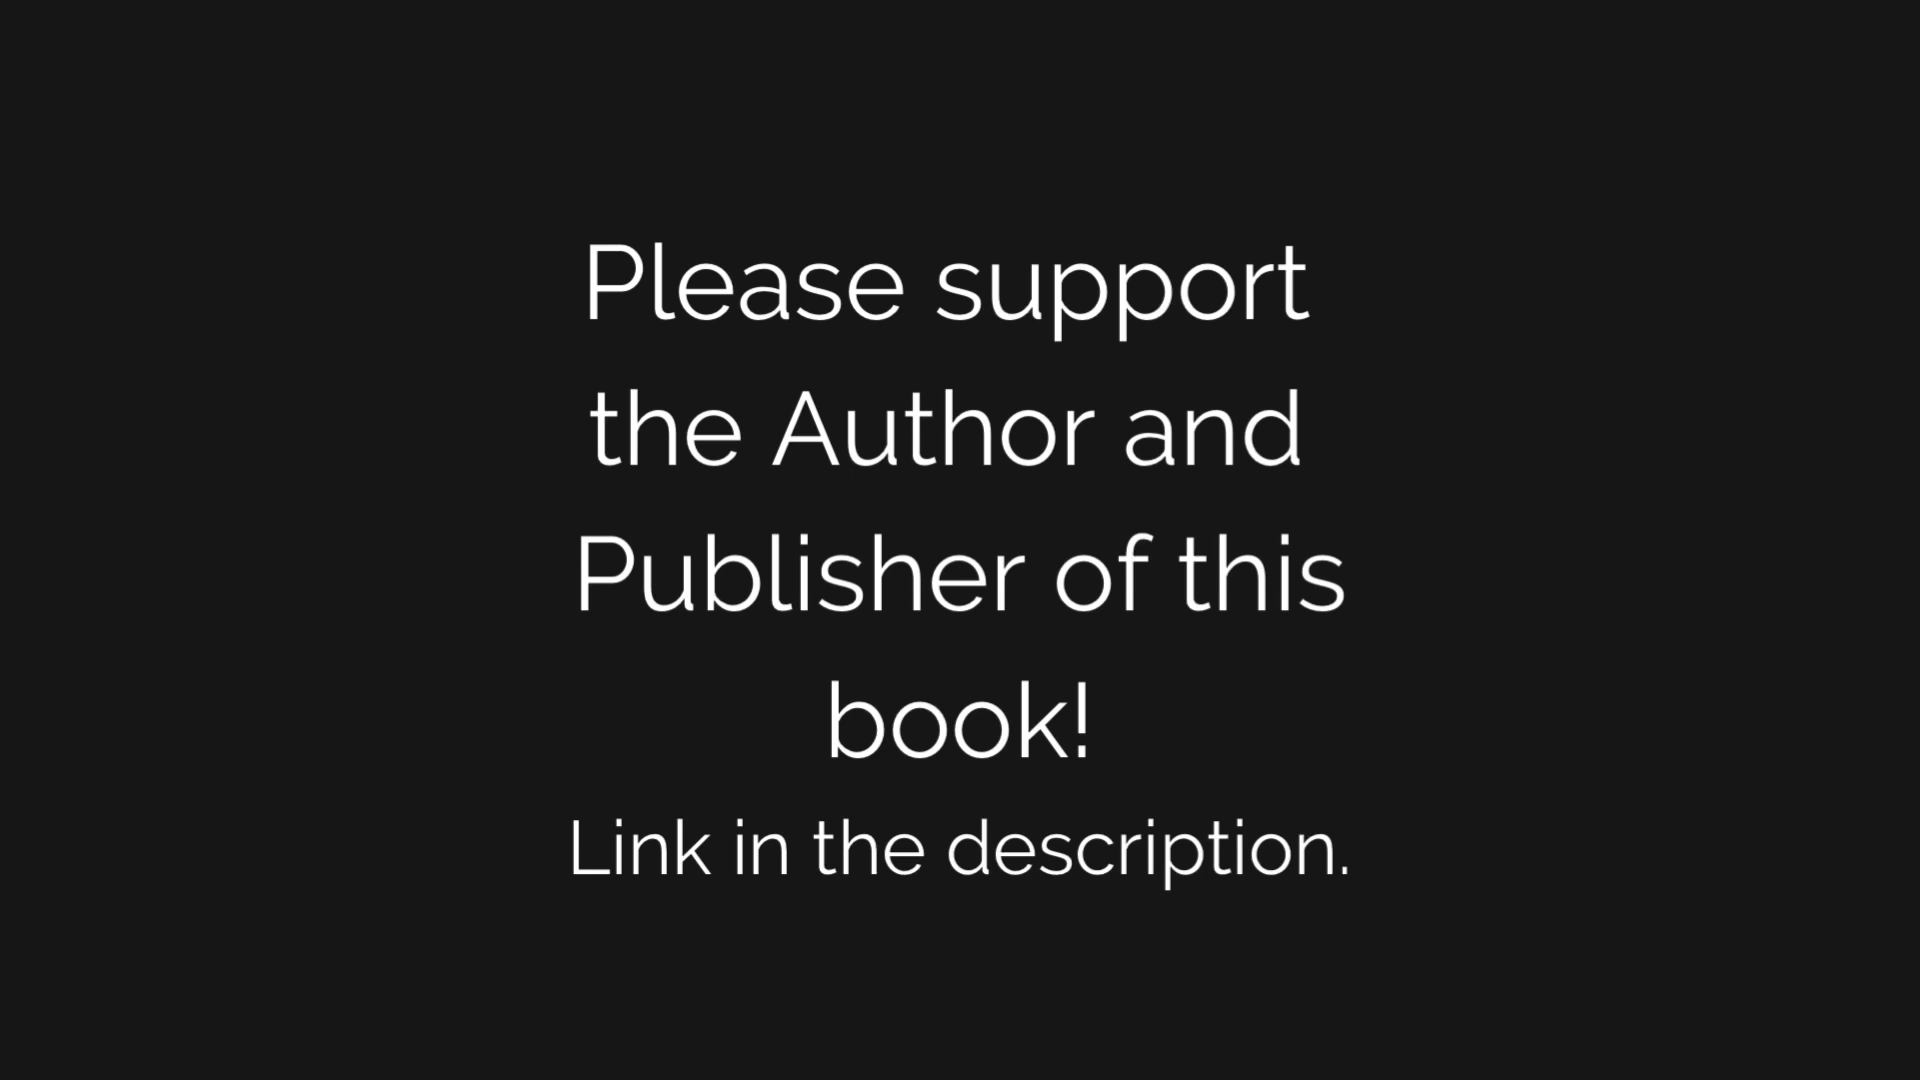 Please support
the Author and
Publisher of this
book!
Link in the description.